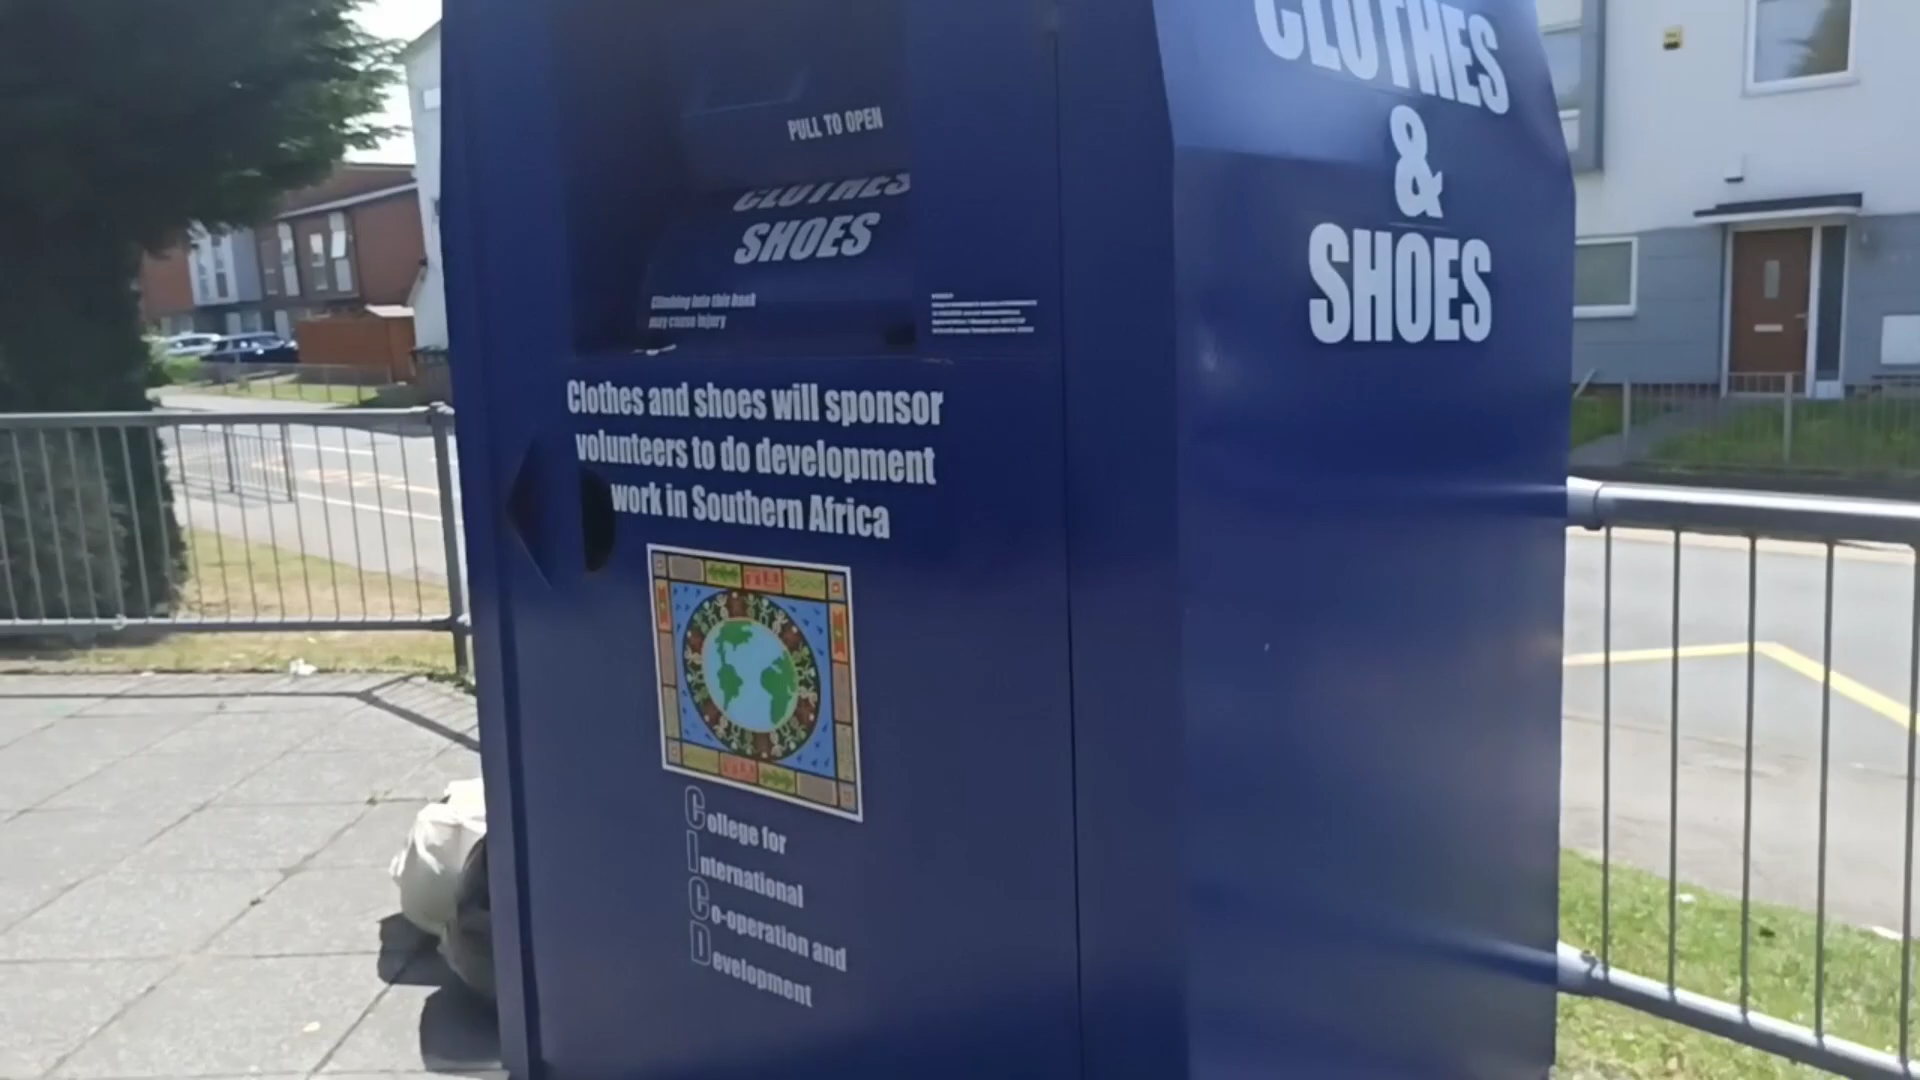 PULL TO OPEN
CLOTHES
SHOES
Climbing into this bank
may cause injury
Clothes and shoes will sponsor
volunteers to do development
work in Southern Africa
College for
International
Co-operation and
Development
CLOTHES
&
SHOES